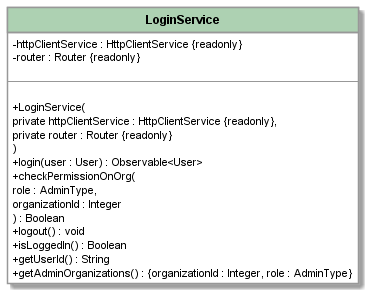 LoginService
-httpClientService : HttpClientService {readonly}
-router : Router {readonly}
+LoginService(
private httpClientService : HttpClientService {readonly},
private router : Router {readonly}
)
+login(user : User) : Observable<User>
+checkPermissionOnOrg(
role : AdminType,
organizationId : Integer
) : Boolean
+logout() : void
+isLoggedIn() : Boolean
+getUserId() : String
+getAdminOrganizations() : {organizationId : Integer, role : AdminType}